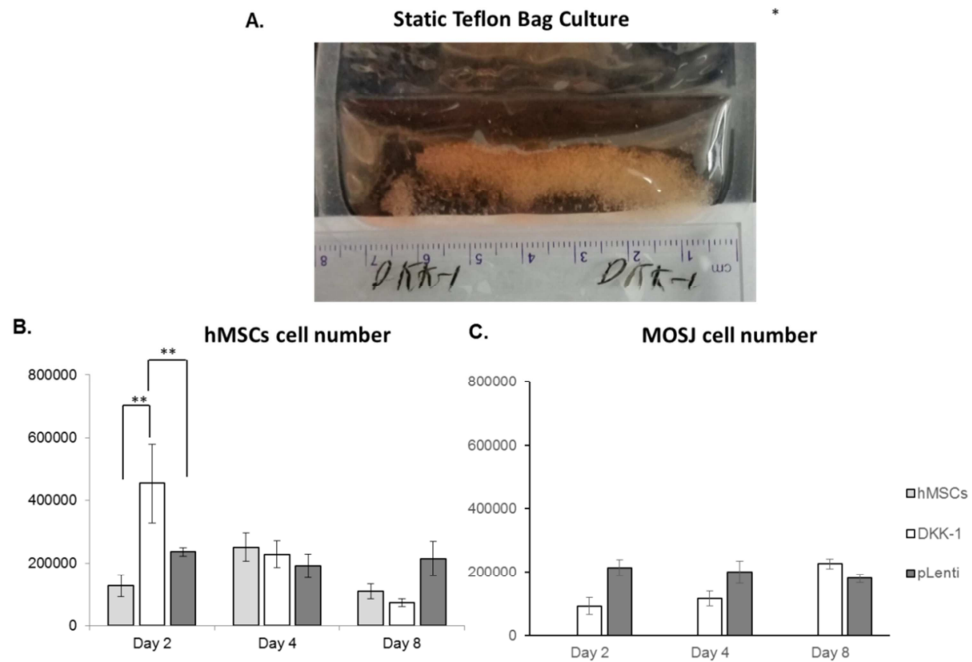 A. Static Teflon Bag Culture *
8 7 6 5 4 3 2 1 cm
DKK-1 DKK-1
B. hMSCs cell number
** **
800000
600000
400000
200000
0
Day 2 Day 4 Day 8
C. MOSJ cell number
800000
600000
400000
200000
0
Day 2 Day 4 Day 8
hMSCs
DKK-1
pLenti